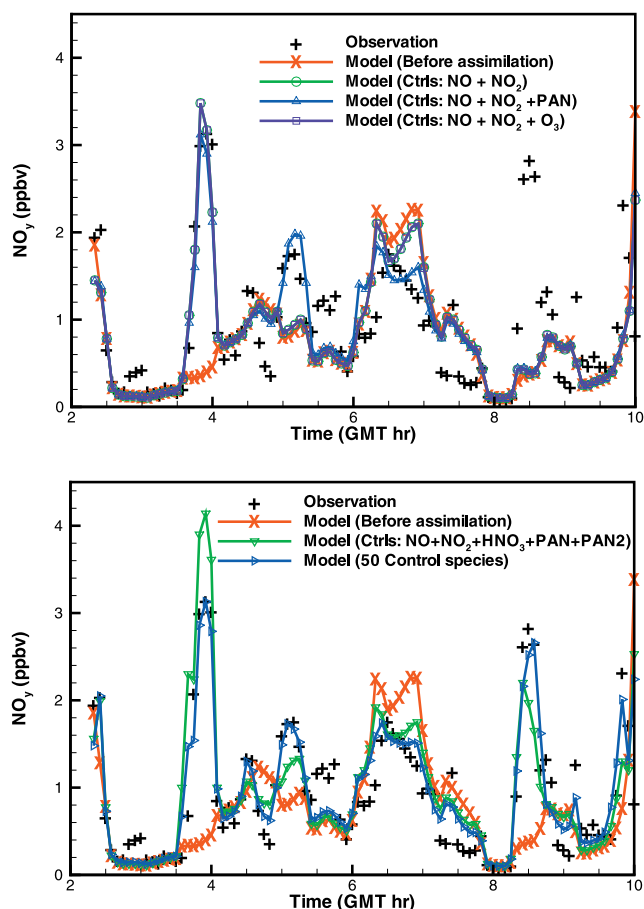 4
3
2
1
0
NOy (ppbv)
Observation
Model (Before assimilation)
Model (Ctrls: NO + NO2)
Model (Ctrls: NO + NO2 +PAN)
Model (Ctrls: NO + NO2 + O3)
2 4 6 8 10
Time (GMT hr)
4
3
2
1
0
NOy (ppbv)
Observation
Model (Before assimilation)
Model (Ctrls: NO+NO2+HNO3+PAN+PAN2)
Model (50 Control species)
2 4 6 8 10
Time (GMT hr)